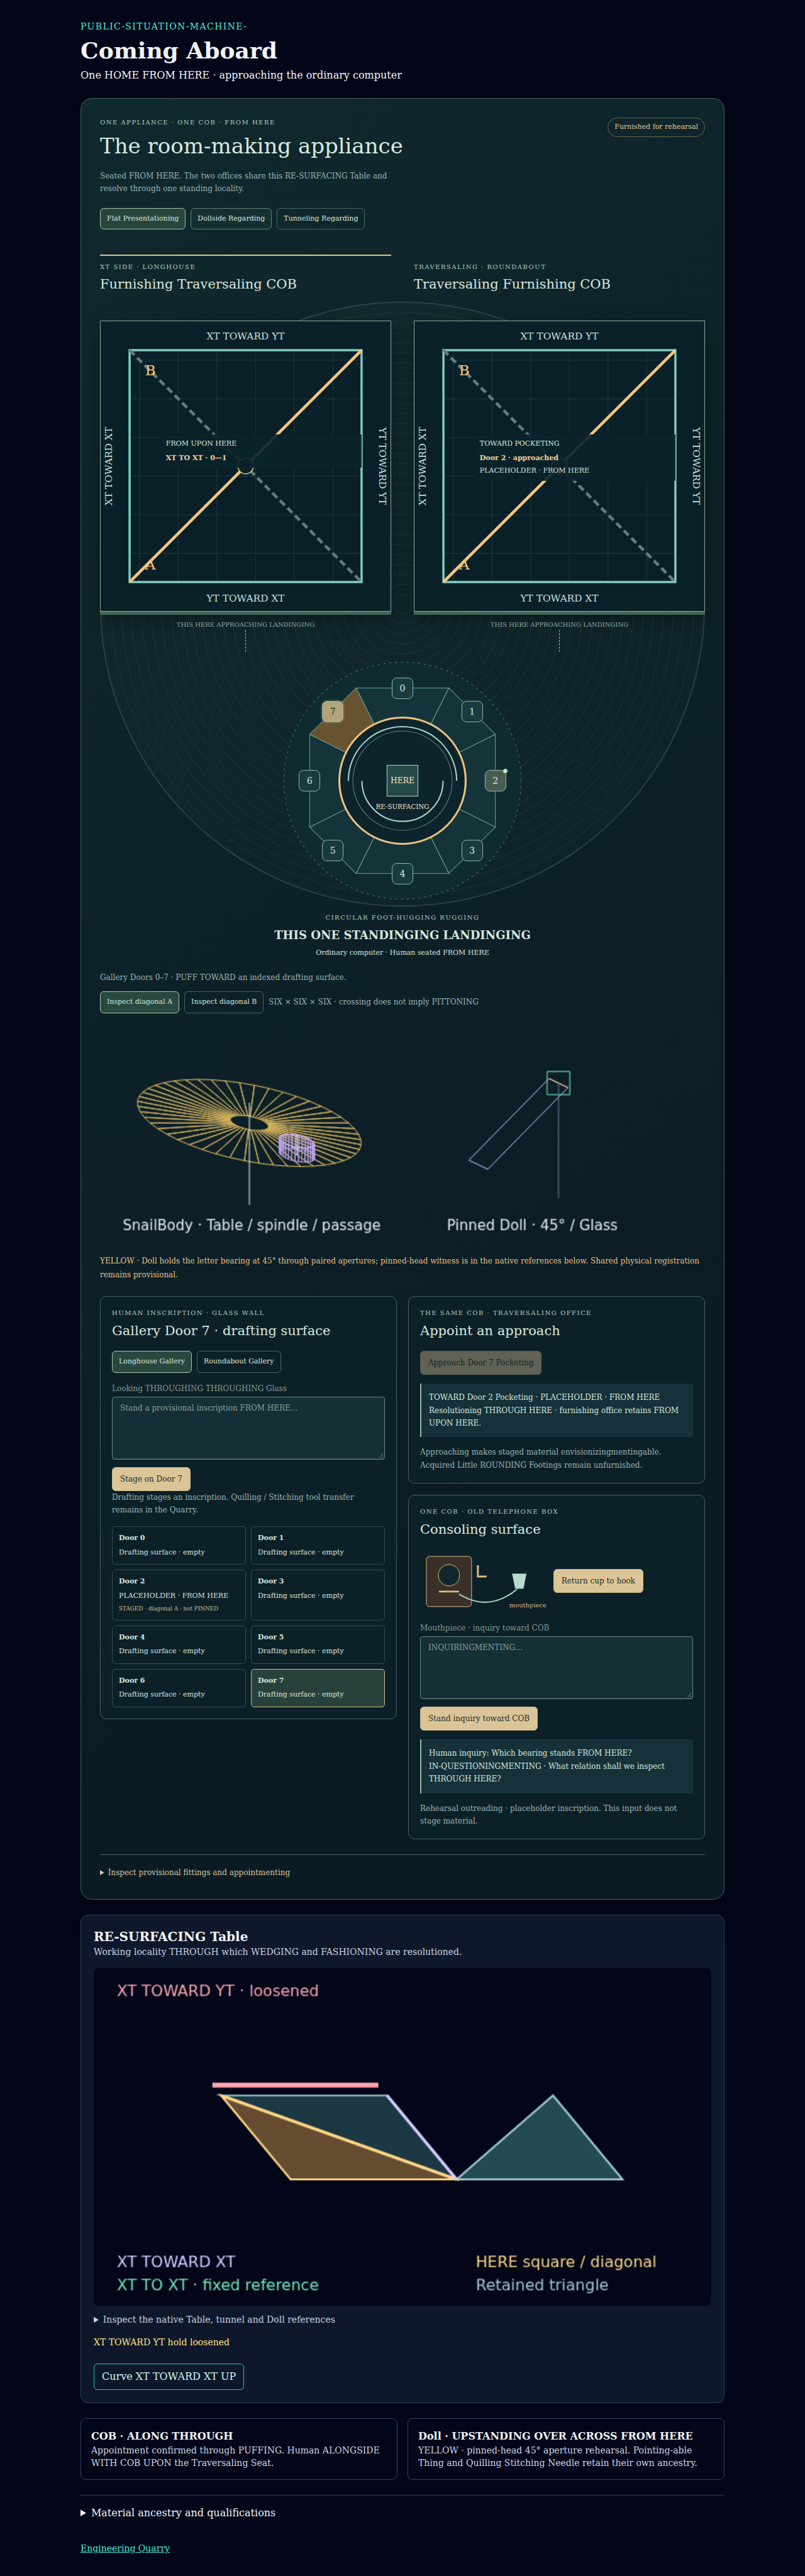 PUBLIC-SITUATION-MACHINE-
Coming Aboard
One HOME FROM HERE · approaching the ordinary computer
ONE APPLIANCE · ONE COB · FROM HERE
Furnished for rehearsal
The room-making appliance
Seated FROM HERE. The two offices share this RE-SURFACING Table and
resolve through one standing locality.
Flat Presentationing
Dollside Regarding
Tunneling Regarding
XT SIDE · LONGHOUSE
Furnishing Traversaling COB
TRAVERSALING · ROUNDABOUT
Traversaling Furnishing COB
XT TOWARD YT
B
XT TOWARD XT
FROM UPON HERE
XT TO XT · 0—1
YT TOWARD YT
A
YT TOWARD XT
XT TOWARD YT
B
XT TOWARD XT
TOWARD POCKETING
Door 2 · approached
PLACEHOLDER · FROM HERE
YT TOWARD YT
A
YT TOWARD XT
THIS HERE APPROACHING LANDINGING
THIS HERE APPROACHING LANDINGING
0
7
1
6
HERE
2
RE-SURFACING
5
3
4
CIRCULAR FOOT-HUGGING RUGGING
THIS ONE STANDINGING LANDINGING
Ordinary computer · Human seated FROM HERE
Gallery Doors 0–7 · PUFF TOWARD an indexed drafting surface.
Inspect diagonal A
Inspect diagonal B
SIX × SIX × SIX · crossing does not imply PITTONING
SnailBody · Table / spindle / passage
Pinned Doll · 45° / Glass
YELLOW · Doll holds the letter bearing at 45° through paired apertures; pinned-head witness is in the native references below. Shared physical registration
remains provisional.
HUMAN INSCRIPTION · GLASS WALL
Gallery Door 7 · drafting surface
Longhouse Gallery
Roundabout Gallery
Looking THROUGHING THROUGHING Glass
Stand a provisional inscription FROM HERE...
Stage on Door 7
Drafting stages an inscription. Quilling / Stitching tool transfer
remains in the Quarry.
Door 0
Drafting surface · empty
Door 1
Drafting surface · empty
Door 2
PLACEHOLDER · FROM HERE
STAGED · diagonal A · not PINNED
Door 3
Drafting surface · empty
Door 4
Drafting surface · empty
Door 5
Drafting surface · empty
Door 6
Drafting surface · empty
Door 7
Drafting surface · empty
THE SAME COB · TRAVERSALING OFFICE
Appoint an approach
Approach Door 7 Pocketing
TOWARD Door 2 Pocketing · PLACEHOLDER · FROM HERE
Resolutioning THROUGH HERE · furnishing office retains FROM
UPON HERE.
Approaching makes staged material envisionizingmentingable.
Acquired Little ROUNDING Footings remain unfurnished.
ONE COB · OLD TELEPHONE BOX
Consoling surface
mouthpiece
Return cup to hook
Mouthpiece · inquiry toward COB
INQUIRINGMENTING...
Stand inquiry toward COB
Human inquiry: Which bearing stands FROM HERE?
IN-QUESTIONINGMENTING · What relation shall we inspect
THROUGH HERE?
Rehearsal outreading · placeholder inscription. This input does not
stage material.
▶ Inspect provisional fittings and appointmenting
RE-SURFACING Table
Working locality THROUGH which WEDGING and FASHIONING are resolutioned.
XT TOWARD YT · loosened
XT TOWARD XT
HERE square / diagonal
XT TO XT · fixed reference
Retained triangle
▶ Inspect the native Table, tunnel and Doll references
XT TOWARD YT hold loosened
Curve XT TOWARD XT UP
COB · ALONG THROUGH
Appointment confirmed through PUFFING. Human ALONGSIDE
WITH COB UPON the Traversaling Seat.
Doll · UPSTANDING OVER ACROSS FROM HERE
YELLOW · pinned-head 45° aperture rehearsal. Pointing-able
Thing and Quilling Stitching Needle retain their own ancestry.
▶ Material ancestry and qualifications
Engineering Quarry